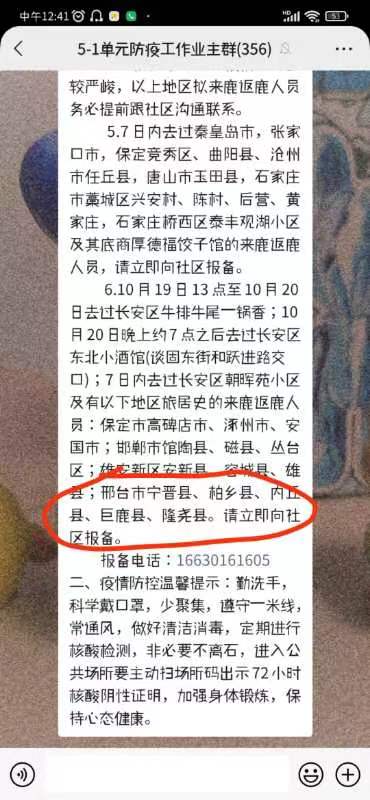 中午12:41
51
5-1单元防疫工作业主群(356)
较严峻，以上地区拟来鹿返鹿人员
务必提前跟社区沟通联系。
5.7日内去过秦皇岛市，张家
口市，保定竞秀区、曲阳县、沧州
市任丘县，唐山市玉田县，石家庄
市藁城区兴安村、陈村、后营、黄
家庄，石家庄桥西区泰丰观湖小区
及其底商厚德福饺子馆的来鹿返鹿
人员，请立即向社区报备。
6.10月19日13点至10月20日
去过长安区牛排牛尾一锅香；10
月20日晚上约7点之后去过长安区
东北小酒馆(谈固东街和跃进路交
口)；7日内去过长安区朝晖苑小区
及有以下地区旅居史的来鹿返鹿人
员：保定市高碑店市、涿州市、安
国市；邯郸市馆陶县、磁县、丛台
区；雄安新区安新县、容城县、雄
县；邢台市宁晋县、柏乡县、内丘
县、巨鹿县、隆尧县。请立即向社
区报备。
报备电话：16630161605
二、疫情防控温馨提示：勤洗手，
科学戴口罩，少聚集，遵守一米线，
常通风，做好清洁消毒，定期进行
核酸检测，非必要不离石，进入公
共场所要主动扫场所码出示72小时
核酸阴性证明，加强身体锻炼，保
持心态健康。